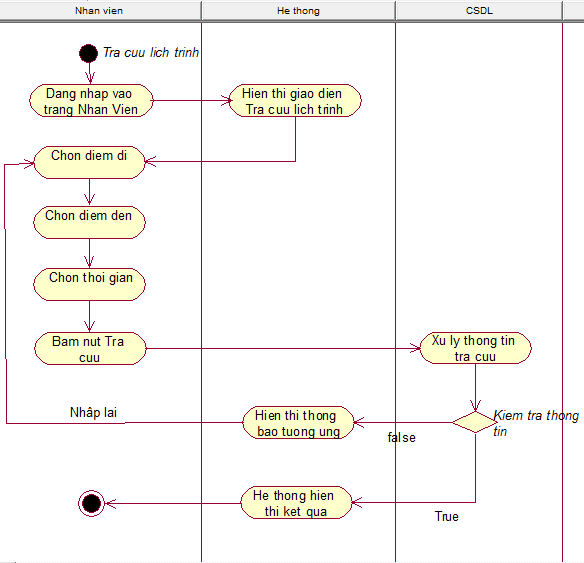 Nhan vien
He thong
CSDL
Tra cuu lich trinh
Dang nhap vao
trang Nhan Vien
Hien thi giao dien
Tra cuu lich trinh
Chon diem di
Chon diem den
Chon thoi gian
Bam nut Tra
cuu
Xu ly thong tin
tra cuu
Kiem tra thong
tin
Nhâp lai
Hien thi thong
bao tuong ung
false
He thong hien
thi ket qua
True